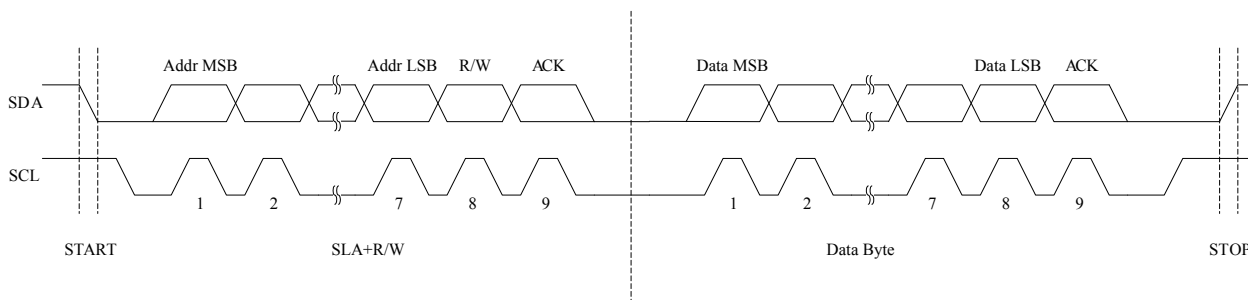 Addr MSB Addr LSB R/W ACK Data MSB Data LSB ACK
SDA
SCL
1 2 7 8 9 1 2 7 8 9
START SLA+R/W Data Byte STOP